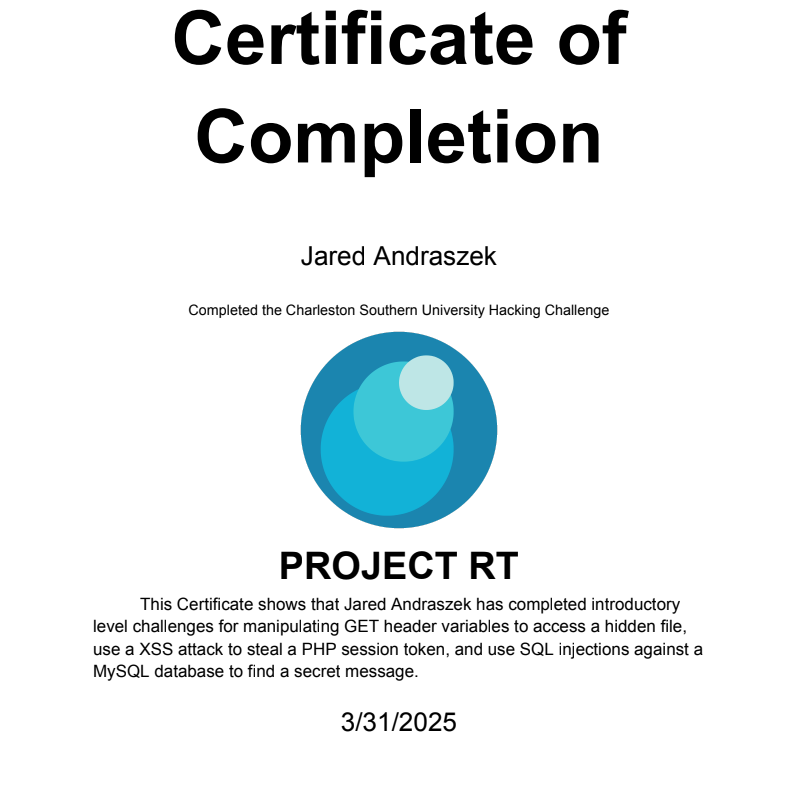 Certificate of
Completion
Jared Andraszek
Completed the Charleston Southern University Hacking Challenge
PROJECT RT
This Certificate shows that Jared Andraszek has completed introductory
level challenges for manipulating GET header variables to access a hidden file,
use a XSS attack to steal a PHP session token, and use SQL injections against a
MySQL database to find a secret message.
3/31/2025